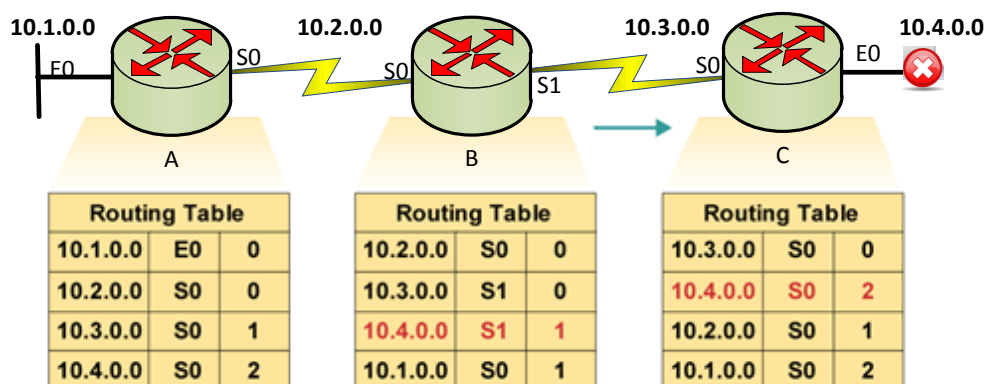 10.1.0.0 10.2.0.0 10.3.0.0 10.4.0.0
E0 S0 S0 S1 S0 E0
A B C
Routing Table
10.1.0.0 E0 0
10.2.0.0 S0 0
10.3.0.0 S0 1
10.4.0.0 S0 2
Routing Table
10.2.0.0 S0 0
10.3.0.0 S1 0
10.4.0.0 S1 1
10.1.0.0 S0 1
Routing Table
10.3.0.0 S0 0
10.4.0.0 S0 2
10.2.0.0 S0 1
10.1.0.0 S0 2